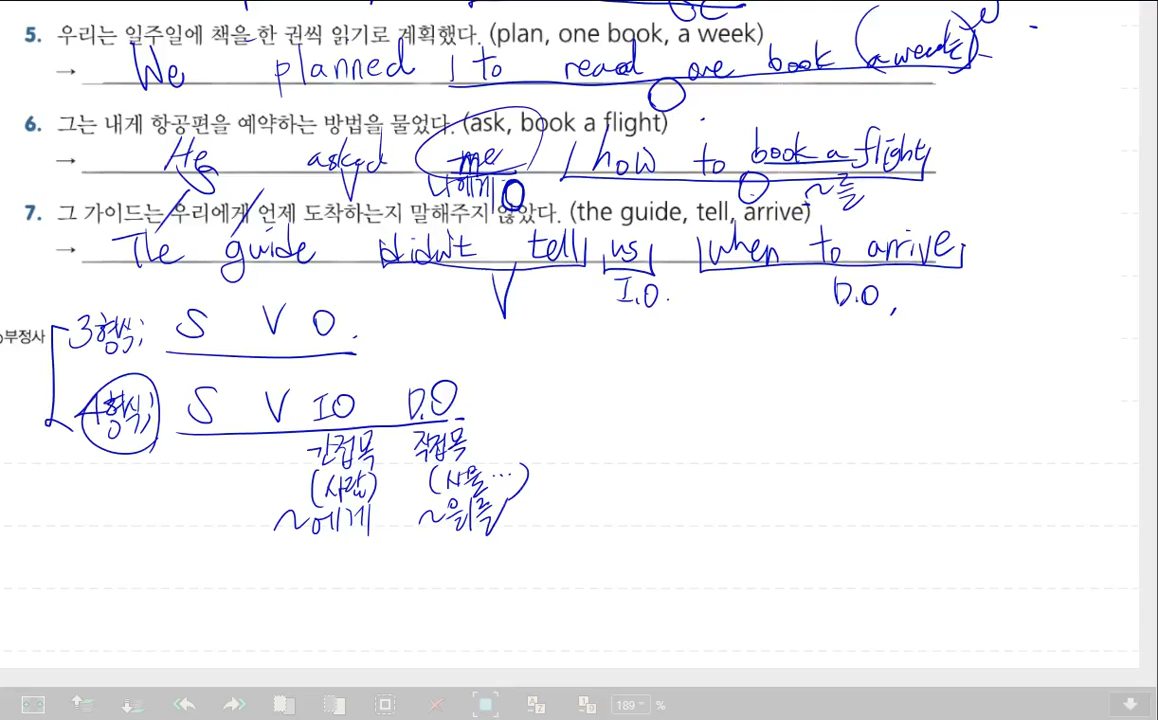 5. 우리는 일주일에 책을 한 권씩 읽기로 계획했다. (plan, one book, a week)
→ We planned to read one book (a week)
6. 그는 내게 항공편을 예약하는 방법을 물었다. (ask, book a flight)
→ He asked me how to book a flight
S V 나에게 ~를
7. 그 가이드는 우리에게 언제 도착하는지 말해주지 않았다. (the guide, tell, arrive)
→ The guide didn't tell us when to arrive
V I.O. D.O,
부정사 3형식; S V O.
4형식; S V IO D.O
간접목 직접목
(사람) (사물...)
~에게 ~을/를
189 %